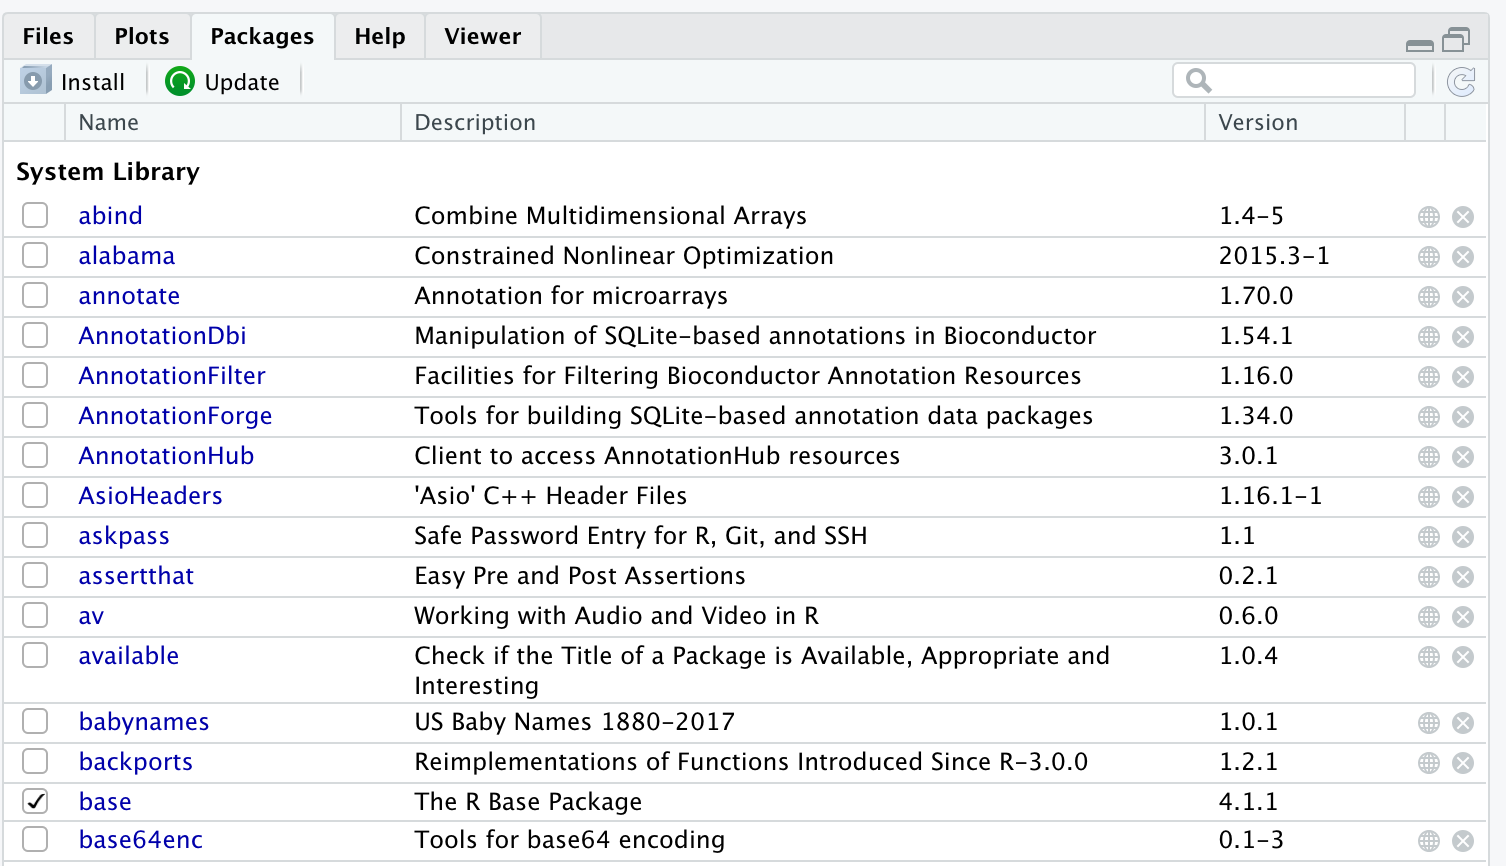 Files Plots Packages Help Viewer
Install Update
Name Description Version
System Library
abind Combine Multidimensional Arrays 1.4-5
alabama Constrained Nonlinear Optimization 2015.3-1
annotate Annotation for microarrays 1.70.0
AnnotationDbi Manipulation of SQLite-based annotations in Bioconductor 1.54.1
AnnotationFilter Facilities for Filtering Bioconductor Annotation Resources 1.16.0
AnnotationForge Tools for building SQLite-based annotation data packages 1.34.0
AnnotationHub Client to access AnnotationHub resources 3.0.1
AsioHeaders 'Asio' C++ Header Files 1.16.1-1
askpass Safe Password Entry for R, Git, and SSH 1.1
assertthat Easy Pre and Post Assertions 0.2.1
av Working with Audio and Video in R 0.6.0
available Check if the Title of a Package is Available, Appropriate and 1.0.4
Interesting
babynames US Baby Names 1880-2017 1.0.1
backports Reimplementations of Functions Introduced Since R-3.0.0 1.2.1
base The R Base Package 4.1.1
base64enc Tools for base64 encoding 0.1-3